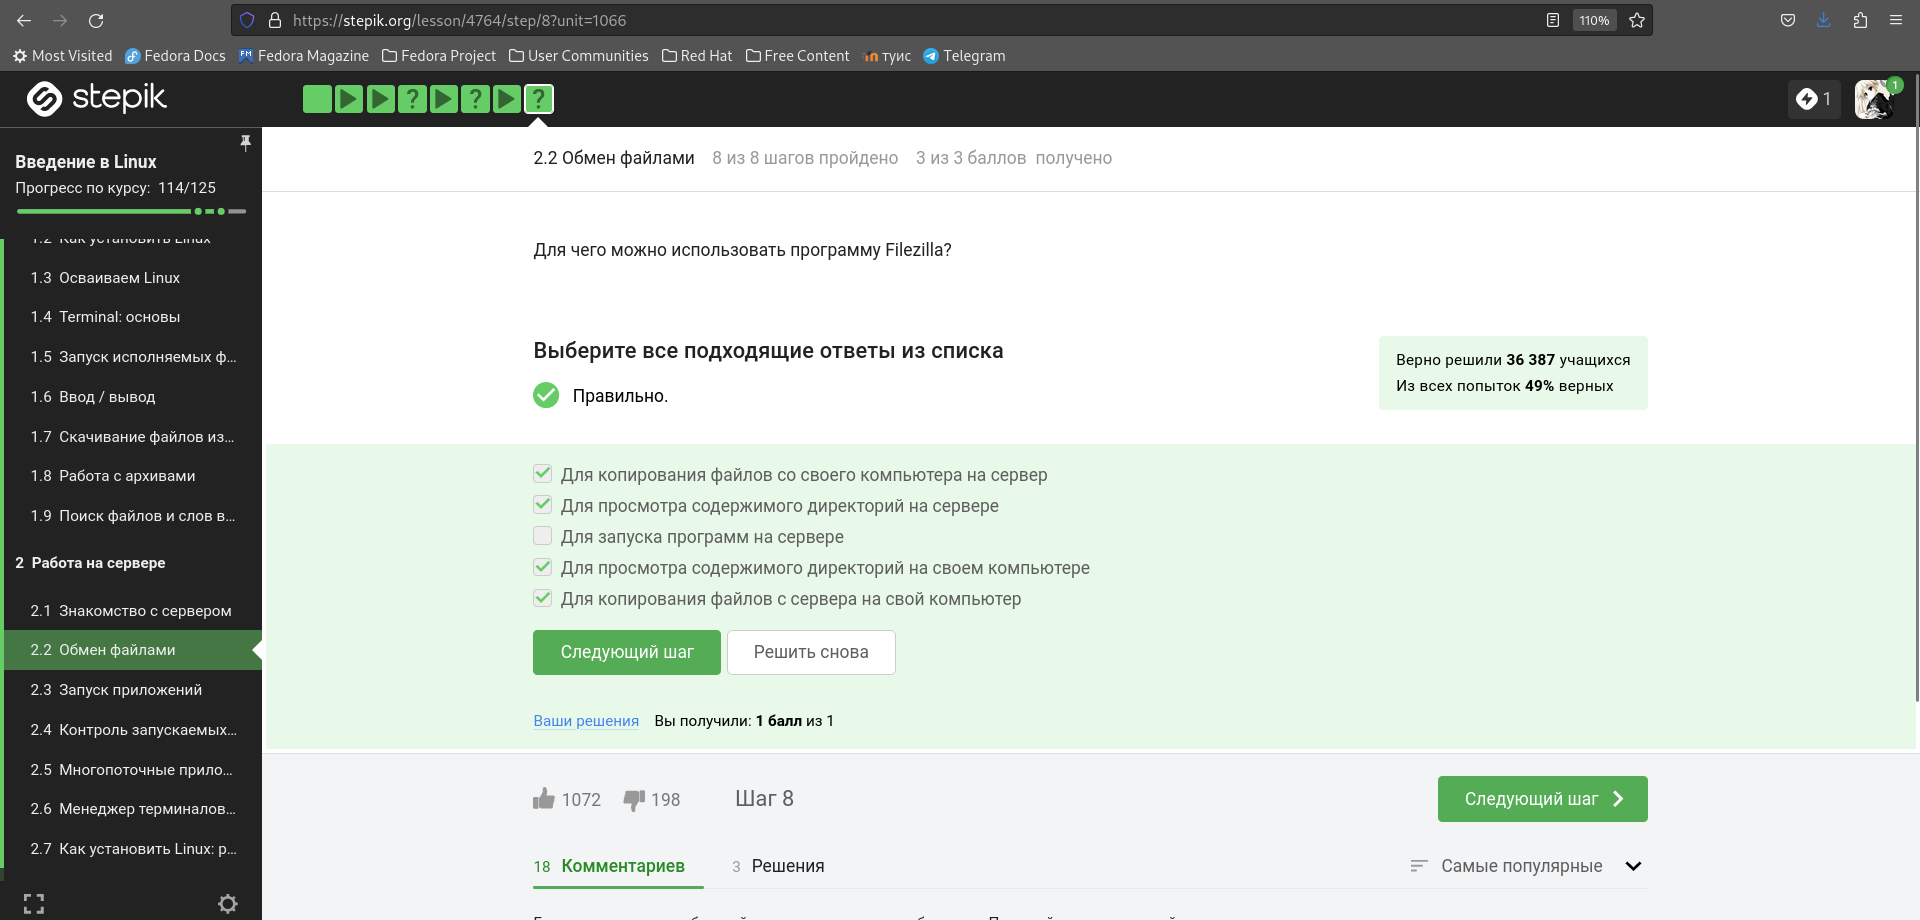 https://stepik.org/lesson/4764/step/8?unit=1066
110%
Most Visited Fedora Docs Fedora Magazine Fedora Project User Communities Red Hat Free Content туис Telegram
stepik
1
1
Введение в Linux
Прогресс по курсу: 114/125
1.2 Как установить Linux
1.3 Осваиваем Linux
1.4 Terminal: основы
1.5 Запуск исполняемых ф...
1.6 Ввод / вывод
1.7 Скачивание файлов из...
1.8 Работа с архивами
1.9 Поиск файлов и слов в...
2 Работа на сервере
2.1 Знакомство с сервером
2.2 Обмен файлами
2.3 Запуск приложений
2.4 Контроль запускаемых...
2.5 Многопоточные прило...
2.6 Менеджер терминалов...
2.7 Как установить Linux: р...
2.2 Обмен файлами 8 из 8 шагов пройдено 3 из 3 баллов получено
Для чего можно использовать программу Filezilla?
Выберите все подходящие ответы из списка
Правильно.
Верно решили 36 387 учащихся
Из всех попыток 49% верных
Для копирования файлов со своего компьютера на сервер
Для просмотра содержимого директорий на сервере
Для запуска программ на сервере
Для просмотра содержимого директорий на своем компьютере
Для копирования файлов с сервера на свой компьютер
Следующий шаг Решить снова
Ваши решения Вы получили: 1 балл из 1
1072 198 Шаг 8
Следующий шаг
18 Комментариев 3 Решения
Самые популярные